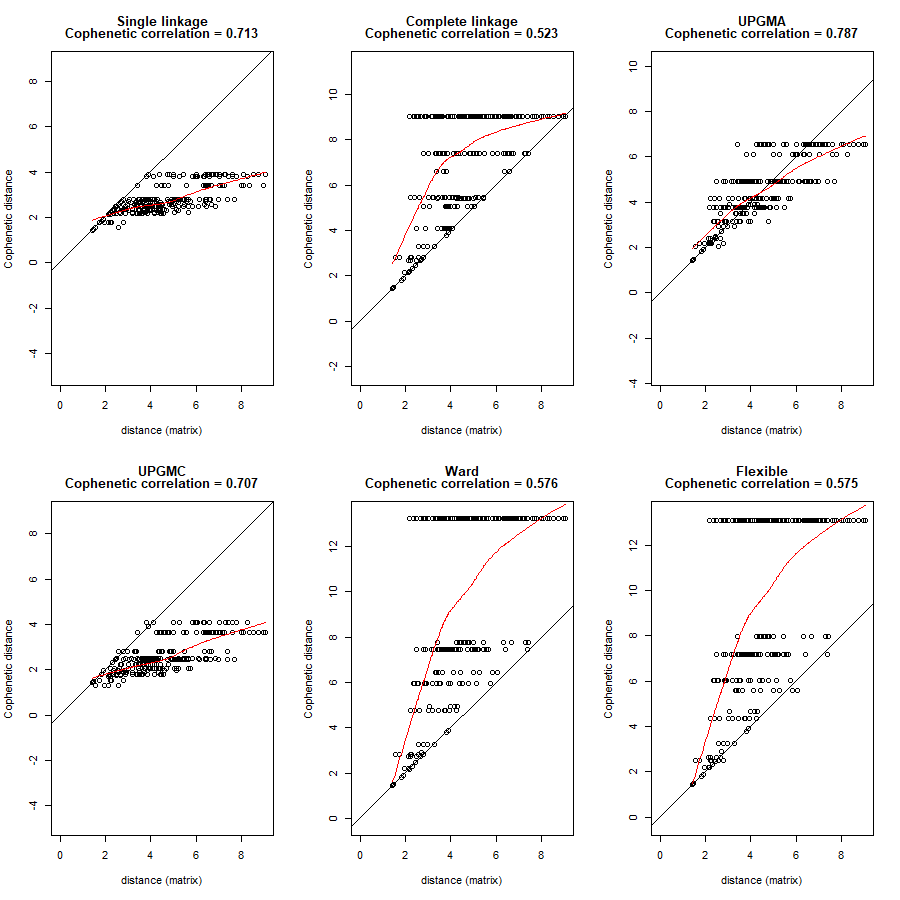 Single linkage
Cophenetic correlation = 0.713
Cophenetic distance
-4 -2 0 2 4 6 8
0 2 4 6 8
distance (matrix)
Complete linkage
Cophenetic correlation = 0.523
Cophenetic distance
-2 0 2 4 6 8 10
0 2 4 6 8
distance (matrix)
UPGMA
Cophenetic correlation = 0.787
Cophenetic distance
-4 -2 0 2 4 6 8 10
0 2 4 6 8
distance (matrix)
UPGMC
Cophenetic correlation = 0.707
Cophenetic distance
-4 -2 0 2 4 6 8
0 2 4 6 8
distance (matrix)
Ward
Cophenetic correlation = 0.576
Cophenetic distance
0 2 4 6 8 10 12
0 2 4 6 8
distance (matrix)
Flexible
Cophenetic correlation = 0.575
Cophenetic distance
0 2 4 6 8 10 12
0 2 4 6 8
distance (matrix)